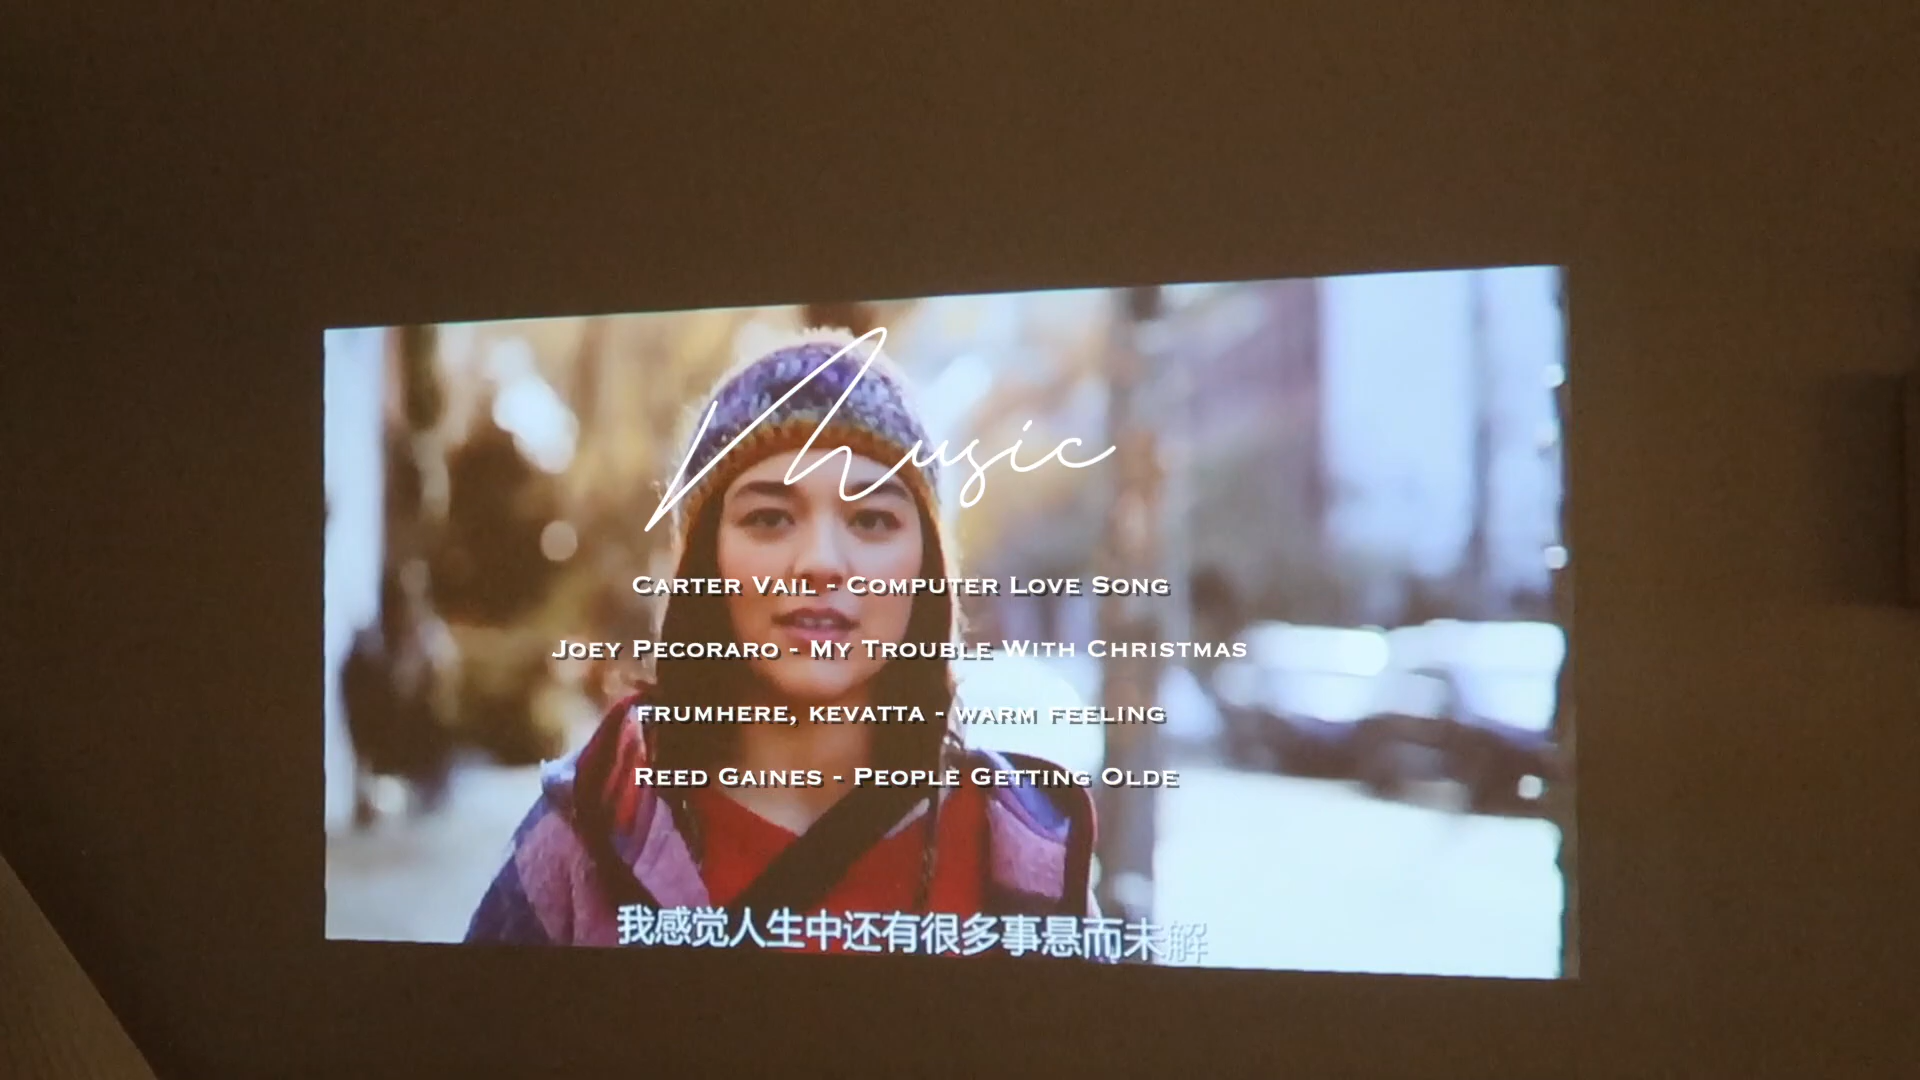 Music
Carter Vail - Computer Love Song
Joey Pecoraro - My Trouble With Christmas
frumhere, kevatta - warm feeling
Reed Gaines - People Getting Olde
我感觉人生中还有很多事悬而未解